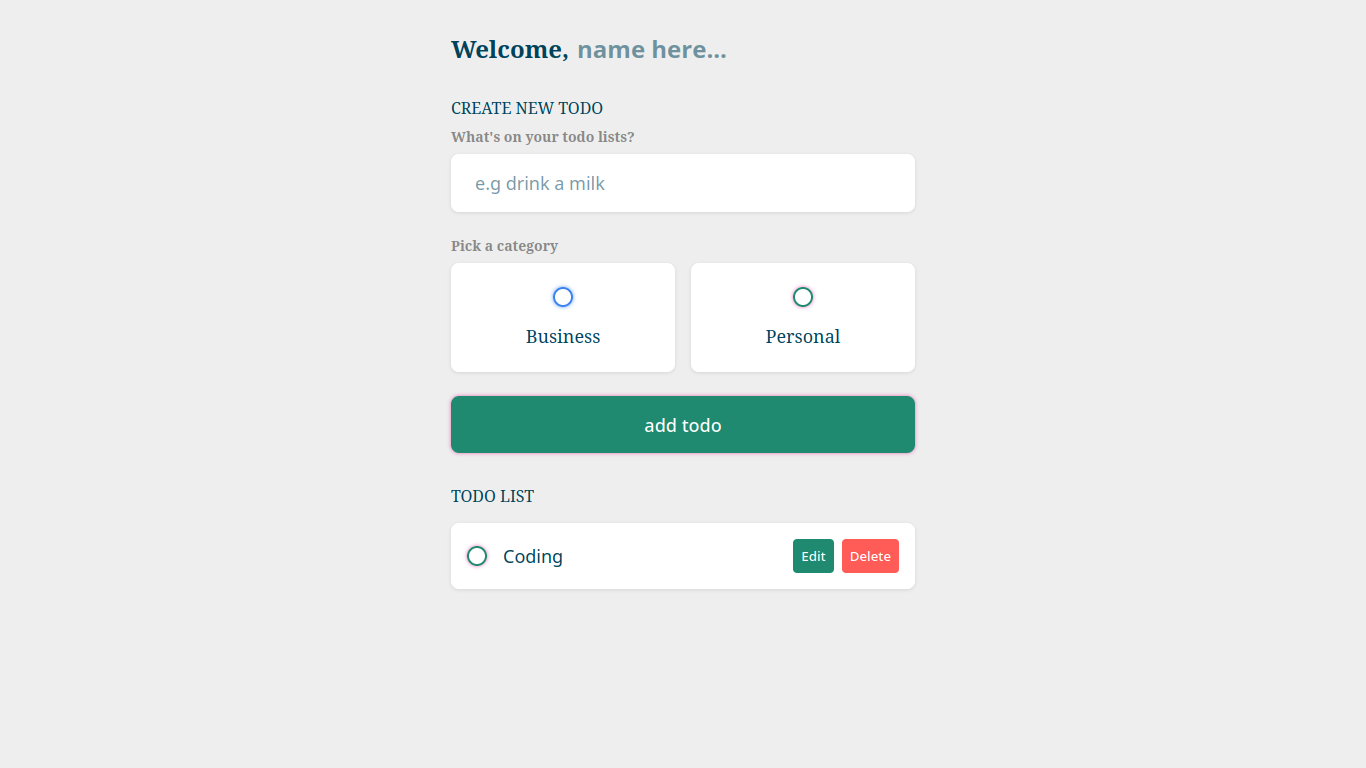 Welcome, name here...
CREATE NEW TODO
What's on your todo lists?
e.g drink a milk
Pick a category
Business Personal
add todo
TODO LIST
Coding Edit Delete